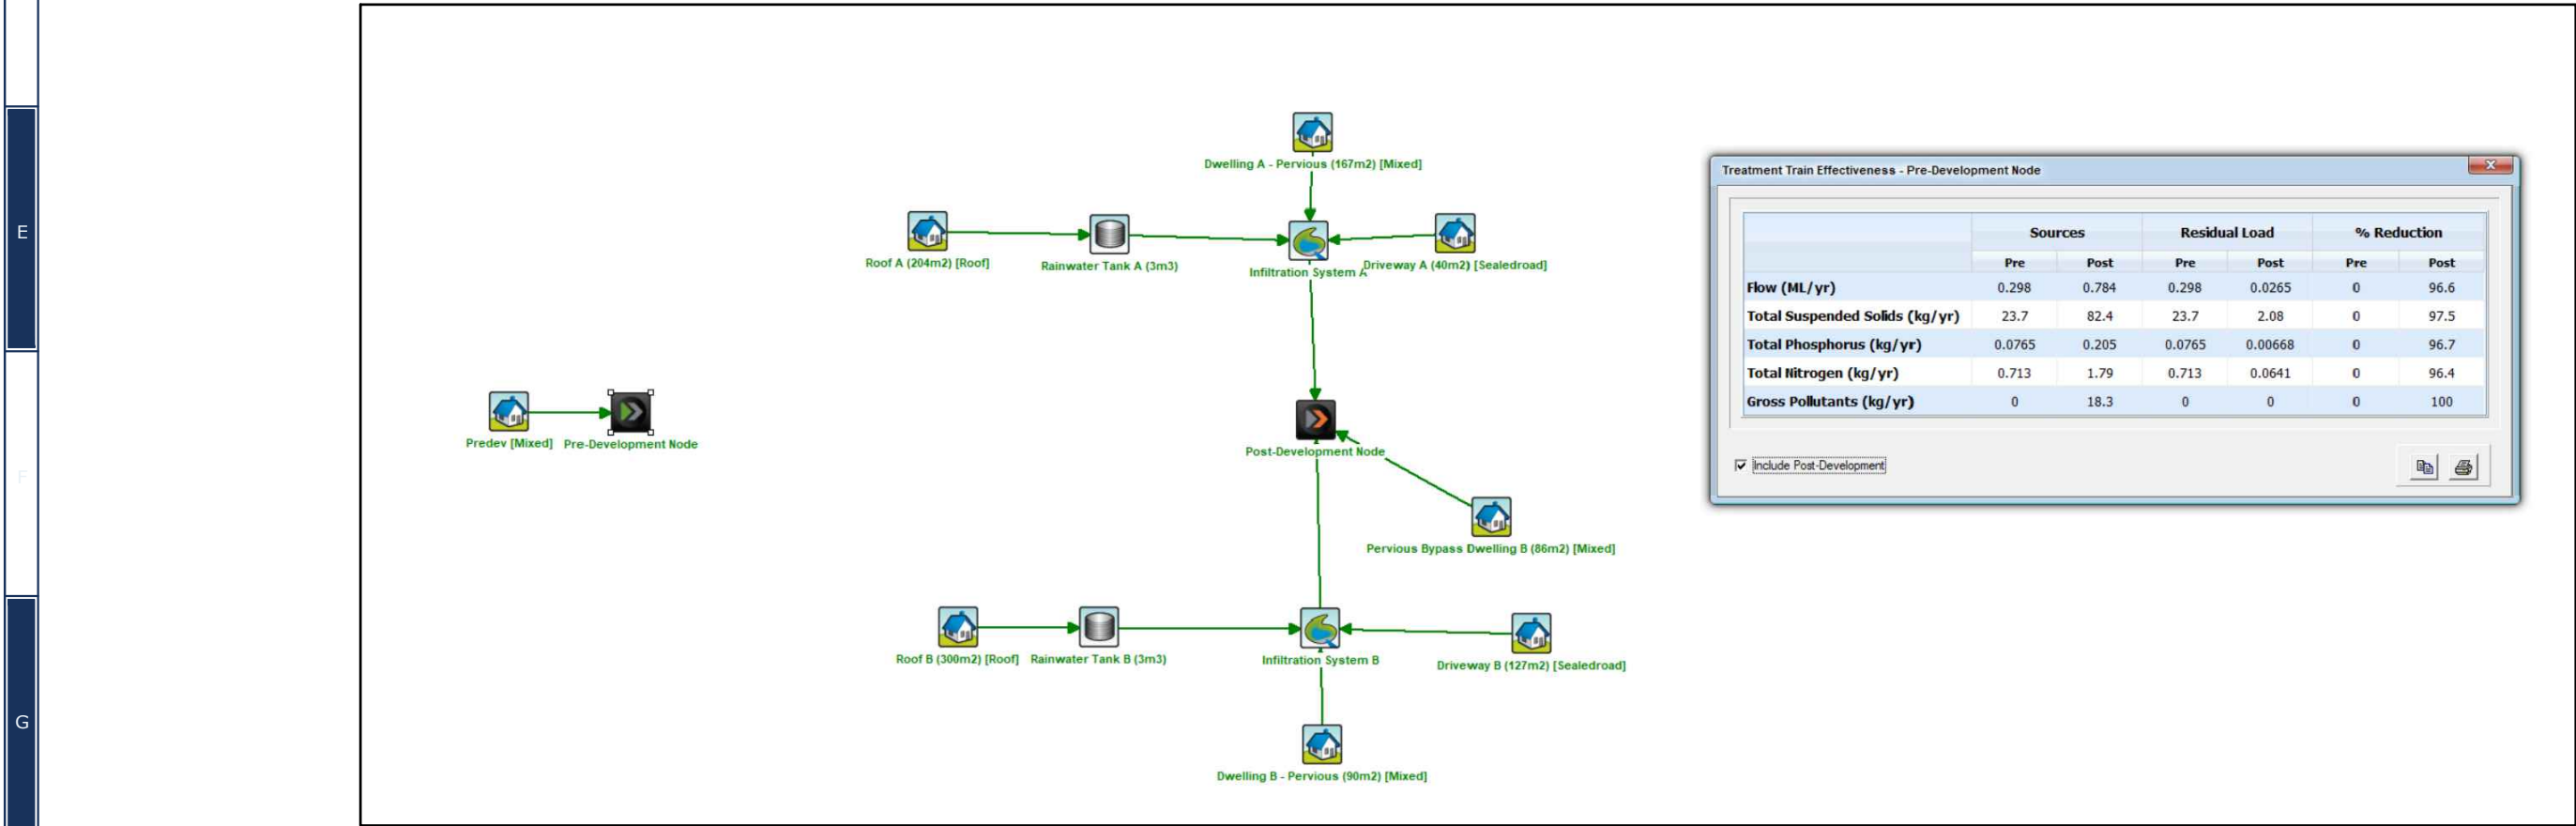 E
F
G
Dwelling A - Pervious (167m2) [Mixed]
Roof A (204m2) [Roof]
Rainwater Tank A (3m3)
Infiltration System A
Driveway A (40m2) [Sealedroad]
Predev [Mixed]
Pre-Development Node
Post-Development Node
Pervious Bypass Dwelling B (86m2) [Mixed]
Roof B (300m2) [Roof]
Rainwater Tank B (3m3)
Infiltration System B
Driveway B (127m2) [Sealedroad]
Dwelling B - Pervious (90m2) [Mixed]
Treatment Train Effectiveness - Pre-Development Node
Sources Residual Load % Reduction
Pre Post Pre Post Pre Post
Flow (ML/yr) 0.298 0.784 0.298 0.0265 0 96.6
Total Suspended Solids (kg/yr) 23.7 82.4 23.7 2.08 0 97.5
Total Phosphorus (kg/yr) 0.0765 0.205 0.0765 0.00668 0 96.7
Total Nitrogen (kg/yr) 0.713 1.79 0.713 0.0641 0 96.4
Gross Pollutants (kg/yr) 0 18.3 0 0 0 100
Include Post-Development